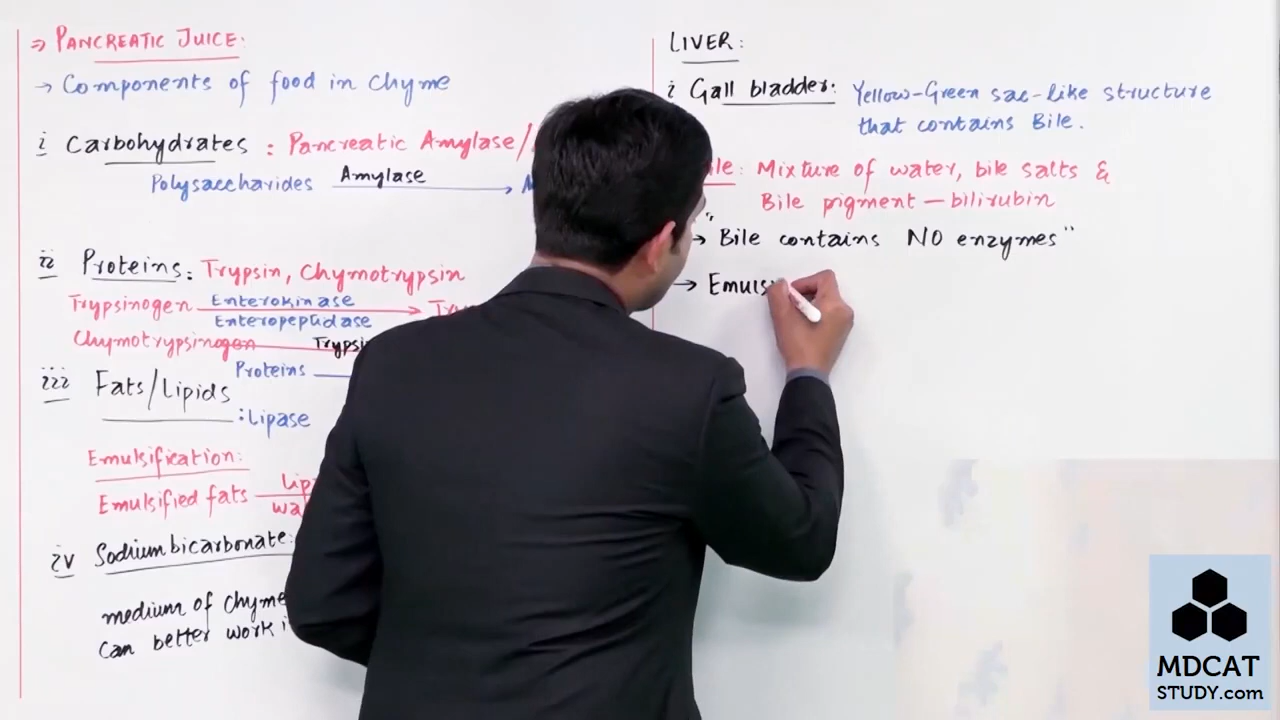 ⇒ PANCREATIC JUICE:
→ Components of food in chyme
i Carbohydrates : Pancreatic Amylase/
Polysaccharides Amylase →
ii Proteins: Trypsin, Chymotrypsin
Trypsinogen Enterokinase →
Enteropeptidase
Chymotrypsinogen
Proteins
iii Fats/Lipids
: Lipase
Emulsification:
Emulsified fats
iv Sodium bicarbonate:
medium of chyme
can better work
LIVER:
i Gall bladder: Yellow-Green sac-like structure
that contains Bile.
: Mixture of water, bile salts &
Bile pigment — bilirubin
"→ Bile contains NO enzymes"
→
MDCAT
STUDY.com